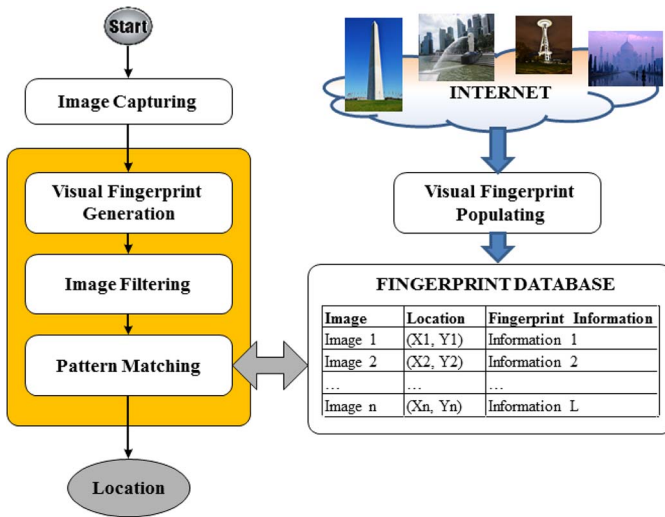 Start
Image Capturing
Visual Fingerprint
Generation
Image Filtering
Pattern Matching
Location
INTERNET
Visual Fingerprint
Populating
FINGERPRINT DATABASE
Image Location Fingerprint Information
Image 1 (X1, Y1) Information 1
Image 2 (X2, Y2) Information 2
... ... ...
Image n (Xn, Yn) Information L